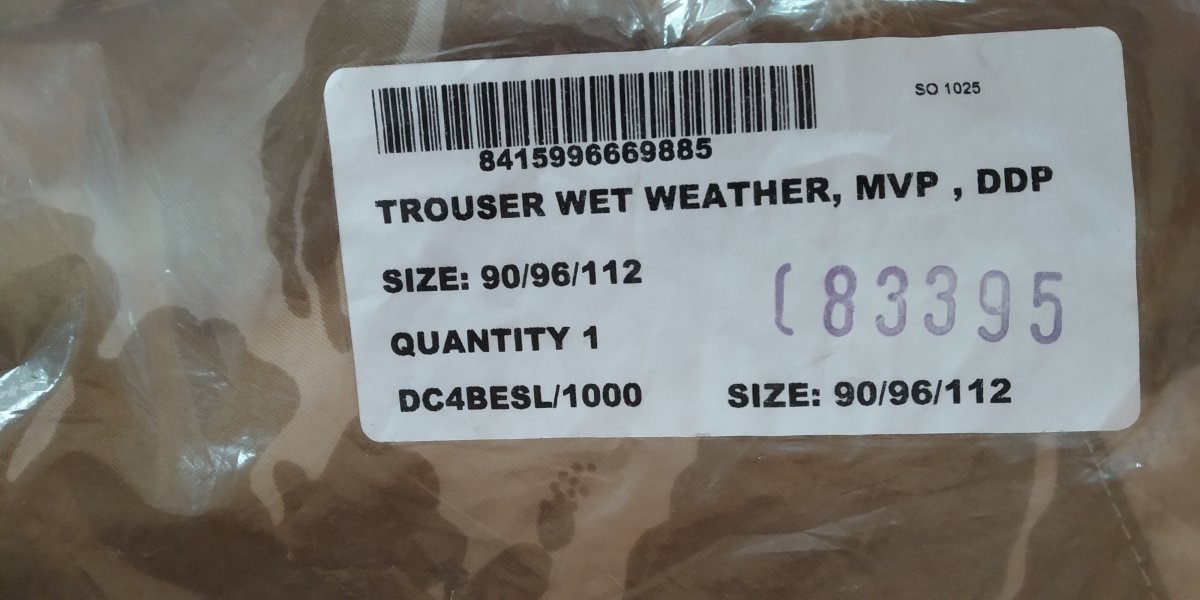 SO 1025
8415996669885
TROUSER WET WEATHER, MVP , DDP
SIZE: 90/96/112
83395
QUANTITY 1
DC4BESL/1000 SIZE: 90/96/112